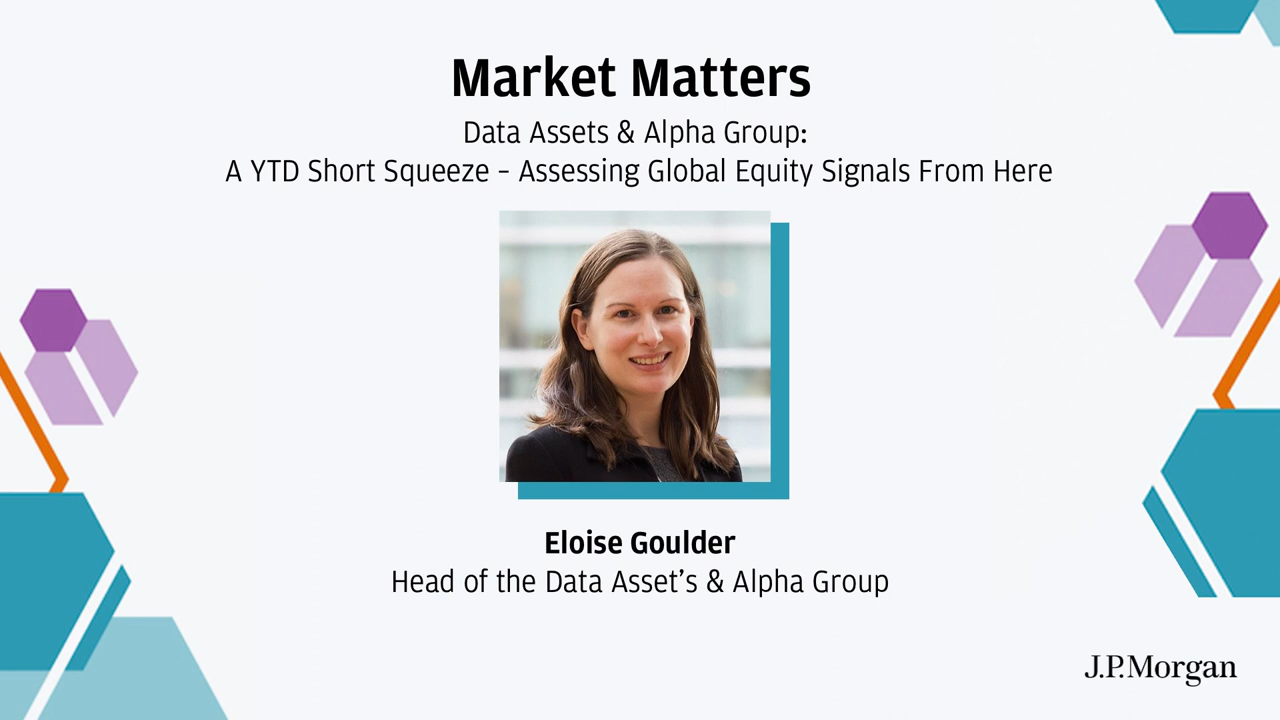 Market Matters
Data Assets & Alpha Group:
A YTD Short Squeeze – Assessing Global Equity Signals From Here
Eloise Goulder
Head of the Data Asset’s & Alpha Group
J.P.Morgan